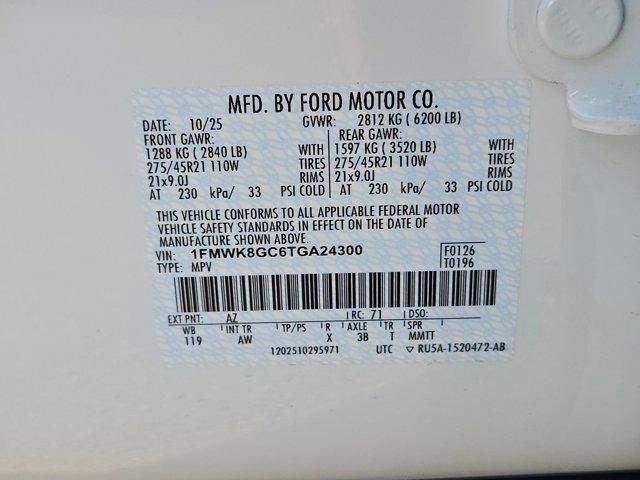 MFD. BY FORD MOTOR CO.
DATE: 10/25 GVWR: 2812 KG ( 6200 LB)
FRONT GAWR: REAR GAWR:
1288 KG ( 2840 LB) WITH 1597 KG ( 3520 LB) WITH
275/45R21 110W TIRES 275/45R21 110W TIRES
21x9.0J RIMS 21x9.0J RIMS
AT 230 kPa/ 33 PSI COLD AT 230 kPa/ 33 PSI COLD
THIS VEHICLE CONFORMS TO ALL APPLICABLE FEDERAL MOTOR
VEHICLE SAFETY STANDARDS IN EFFECT ON THE DATE OF
MANUFACTURE SHOWN ABOVE.
VIN: 1FMWK8GC6TGA24300 F0126
TYPE: MPV T0196
EXT PNT: AZ RC: 71 DSO:
WB INT TR TP/PS R AXLE TR SPR
119 AW X 3B T MMTT
1202510295971 UTC ▽ RU5A-1520472-AB